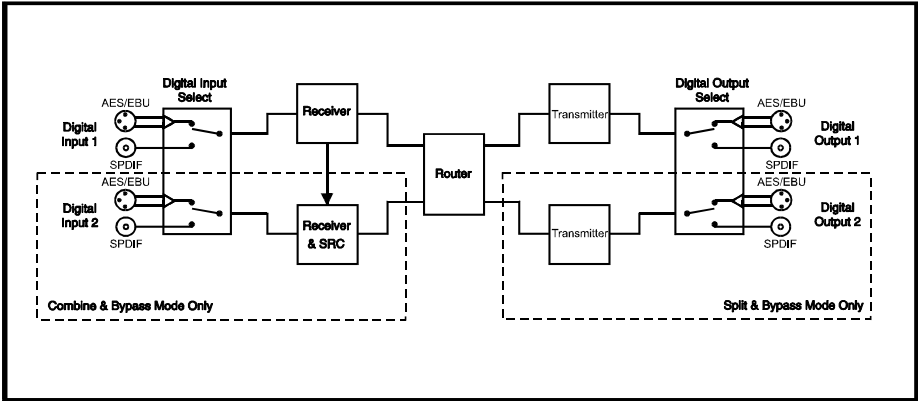 Digital Input
Select
Digital Output
Select
AES/EBU
Digital
Input 1
SPDIF
Receiver
Transmitter
AES/EBU
Digital
Output 1
SPDIF
Router
AES/EBU
Digital
Input 2
SPDIF
Receiver
& SRC
Transmitter
AES/EBU
Digital
Output 2
SPDIF
Combine & Bypass Mode Only
Split & Bypass Mode Only